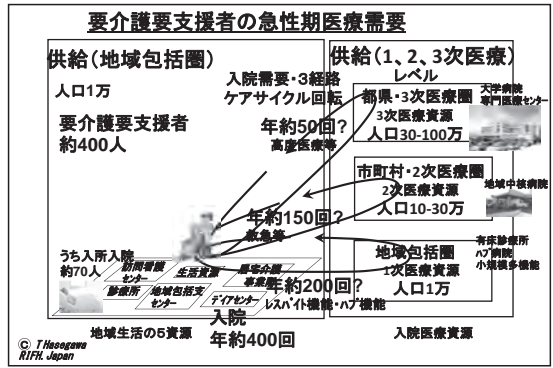 要介護要支援者の急性期医療需要
供給(地域包括圏)
人口1万
要介護要支援者
約400人
入院需要・3経路
ケアサイクル回転
年約50回?
高度医療等
年約150回?
救急等
うち入所入院
約70人
訪問看護
センター
生活資源
居宅介護
事業所
診療所
地域包括支
センター
デイアセンター
年約200回?
レスパイト機能・ハブ機能
入院
年約400回
地域生活の5資源
供給(1、2、3次医療)
レベル
都県・3次医療圏
3次医療資源
人口30-100万
大学病院
専門医療センター
市町村・2次医療圏
2次医療資源
人口10-30万
地域中核病院
地域包括圏
1次医療資源
人口1万
有床診療所
ハブ病院
小規模多機能
入院医療資源
© T Hasegawa
RIFH. Japan